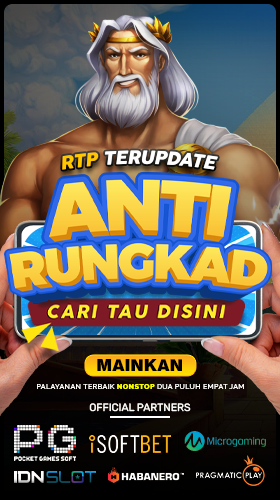 RTP TERUPDATE
ANTI
RUNGKAD
CARI TAU DISINI
MAINKAN
PALAYANAN TERBAIK NONSTOP DUA PULUH EMPAT JAM
OFFICIAL PARTNERS
PG POCKET GAMES SOFT
iSOFTBET
Microgaming
IDNSLOT
HABANERO™
PRAGMATIC PLAY